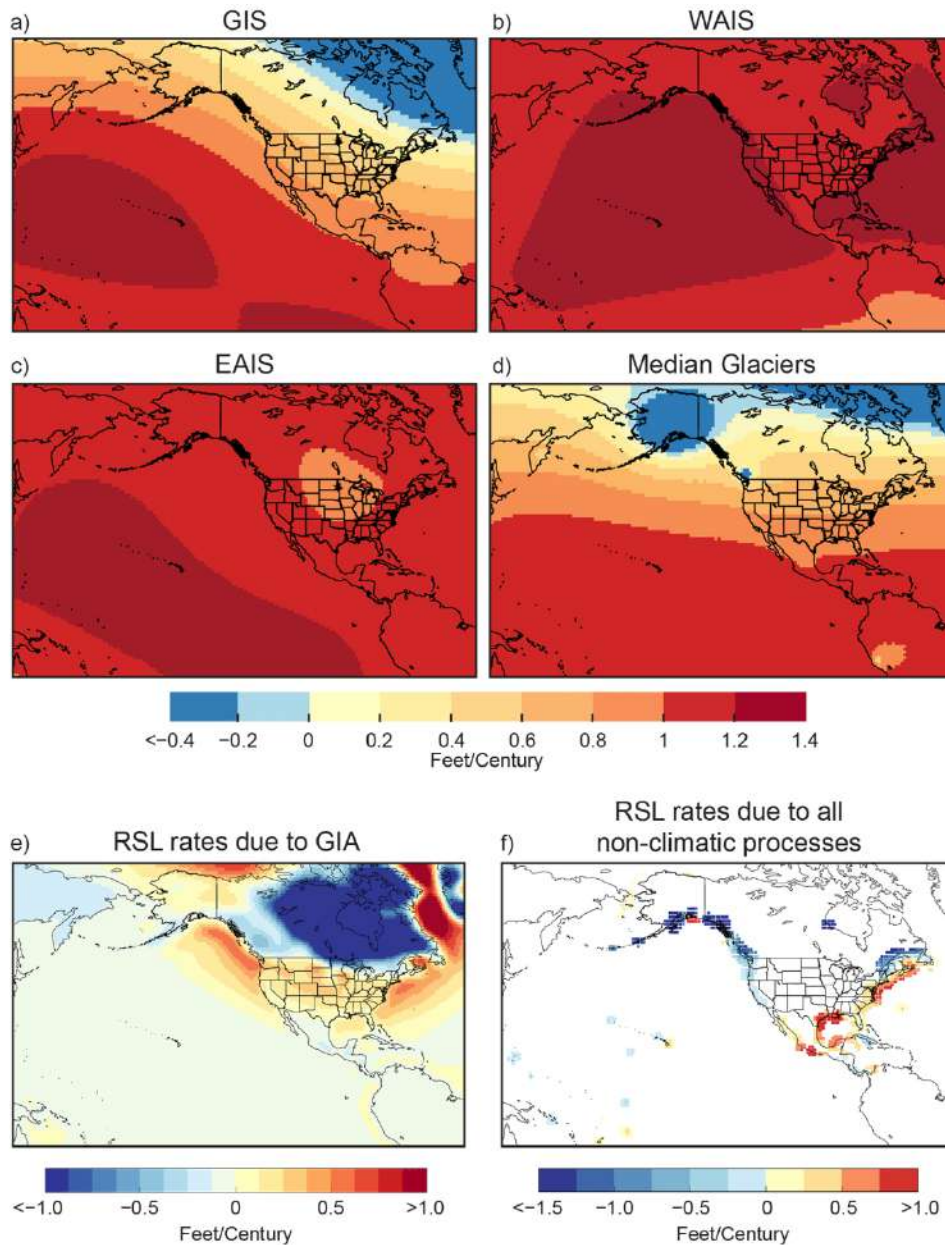 a) GIS
b) WAIS
c) EAIS
d) Median Glaciers
<−0.4 −0.2 0 0.2 0.4 0.6 0.8 1 1.2 1.4
Feet/Century
e) RSL rates due to GIA
f) RSL rates due to all
non-climatic processes
<−1.0 −0.5 0 0.5 >1.0
Feet/Century
<−1.5 −0.5 0 0.5 >1.0
Feet/Century